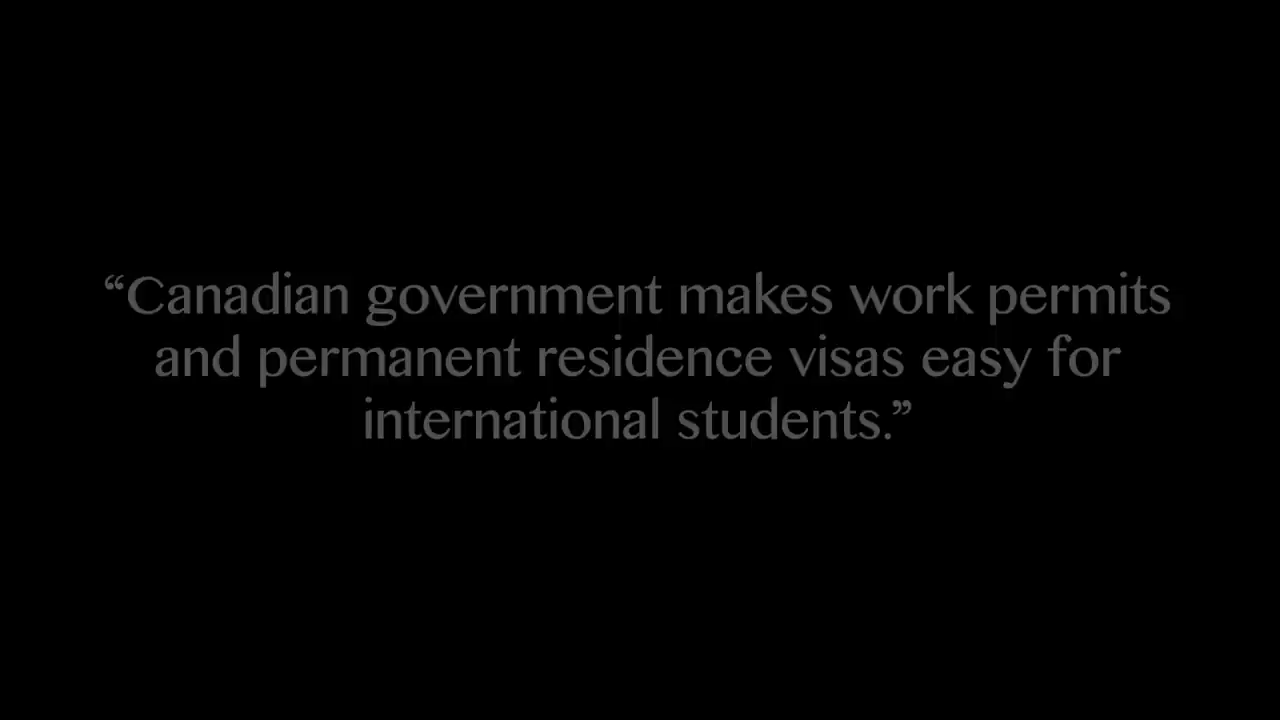 “Canadian government makes work permits
and permanent residence visas easy for
international students.”